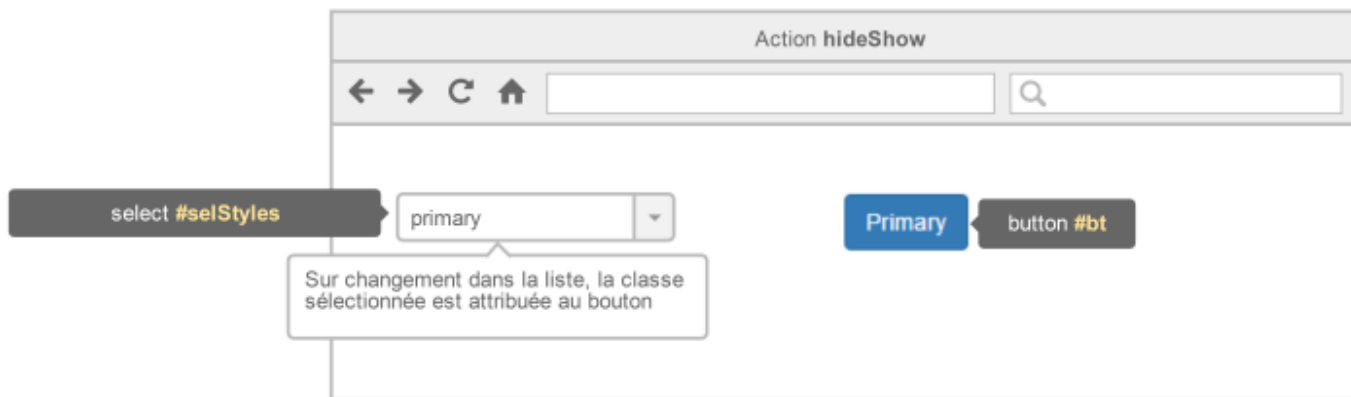 Action hideShow
select #selStyles
primary
Primary
button #bt
Sur changement dans la liste, la classe
sélectionnée est attribuée au bouton